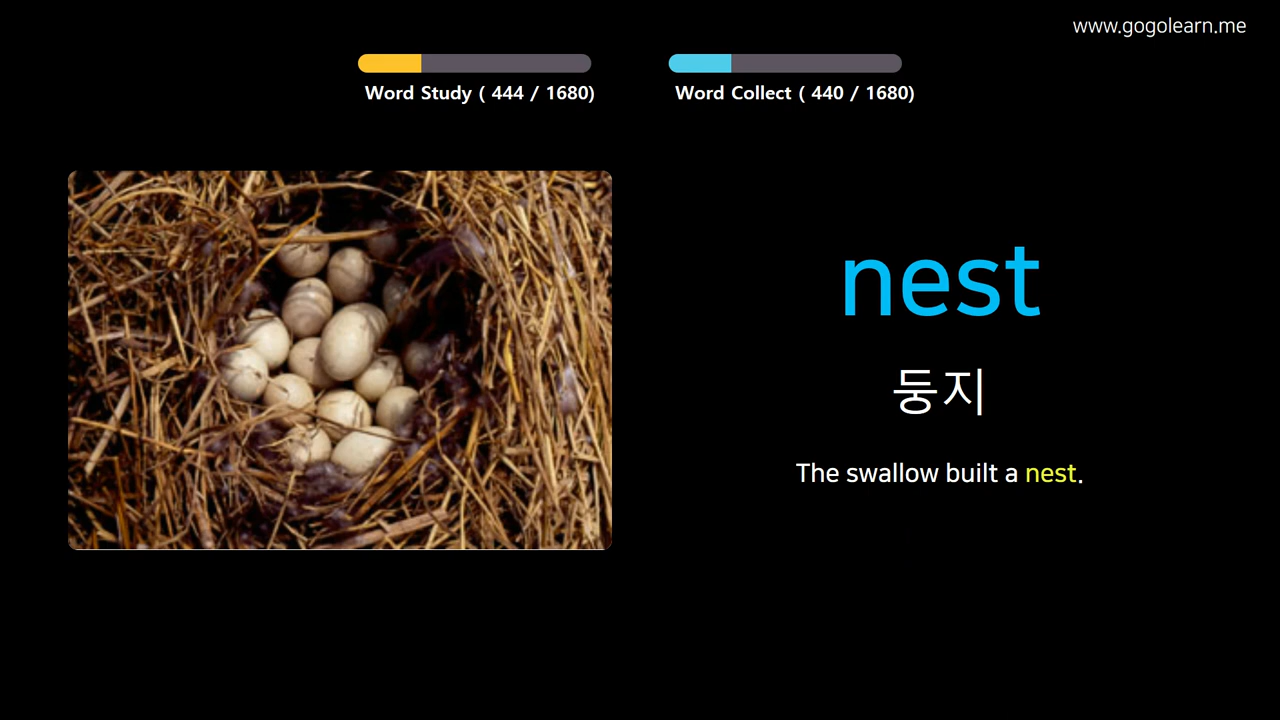 www.gogolearn.me
Word Study ( 444 / 1680)
Word Collect ( 440 / 1680)
nest
둥지
The swallow built a nest.